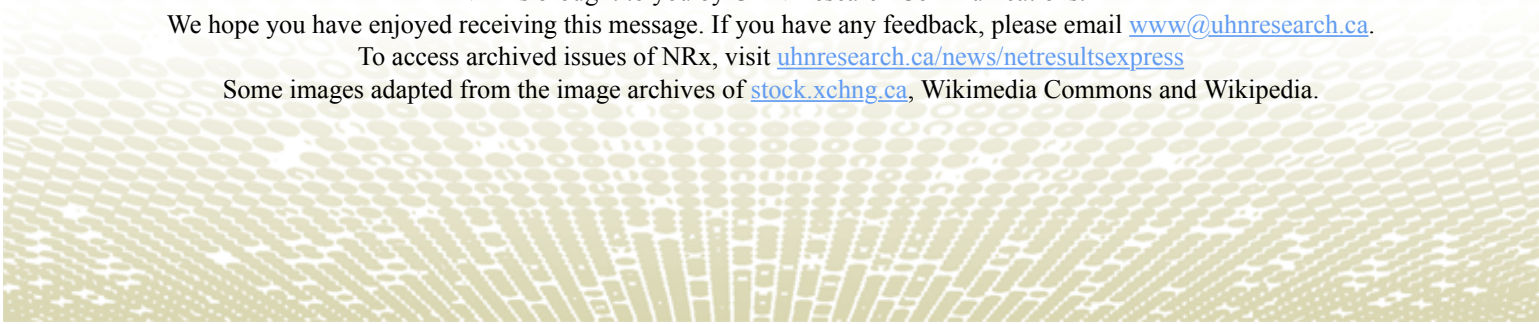 We hope you have enjoyed receiving this message. If you have any feedback, please email www@uhnresearch.ca.
To access archived issues of NRx, visit uhnresearch.ca/news/netresultsexpress
Some images adapted from the image archives of stock.xchng.ca, Wikimedia Commons and Wikipedia.